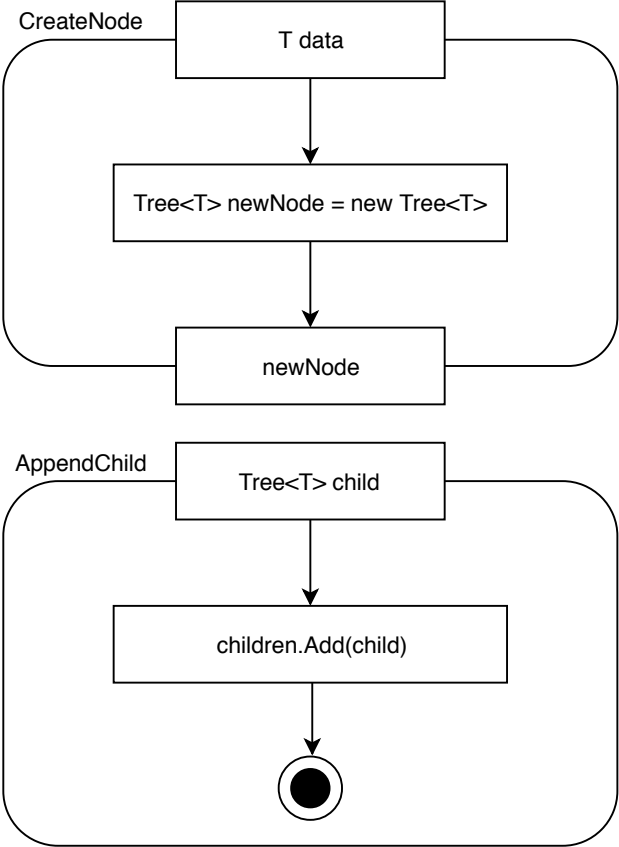 CreateNode
T data
Tree<T> newNode = new Tree<T>
newNode
AppendChild
Tree<T> child
children.Add(child)